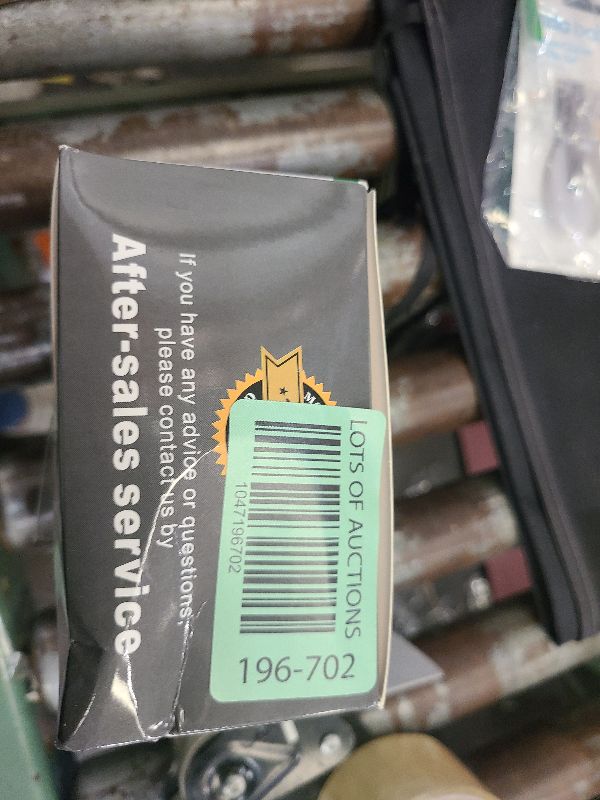 After-sales service
If you have any advice or questions,
please contact us by
LOTS OF AUCTIONS
1047196702
196-702